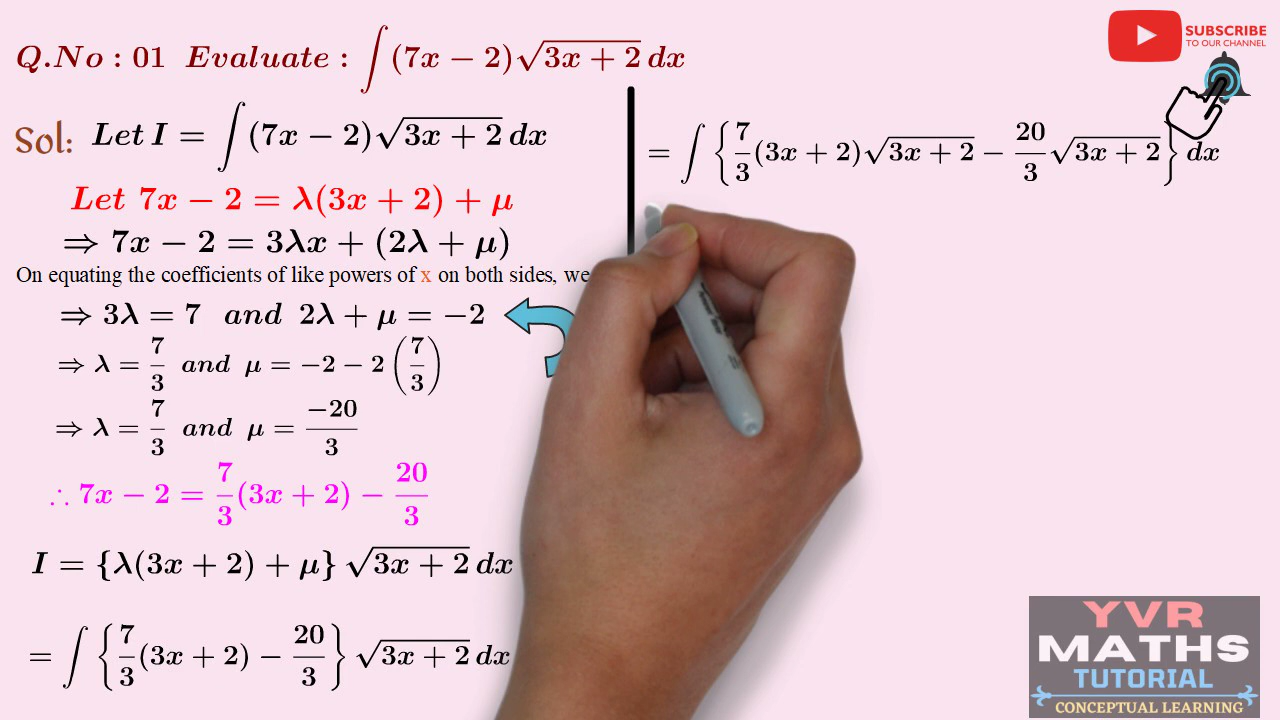 Q.No : 01 Evaluate : ∫ (7x − 2)√(3x + 2) dx
Sol: Let I = ∫ (7x − 2)√(3x + 2) dx
Let 7x − 2 = λ(3x + 2) + μ
⇒ 7x − 2 = 3λx + (2λ + μ)
On equating the coefficients of like powers of x on both sides, we
⇒ 3λ = 7 and 2λ + μ = −2
⇒ λ = 7/3 and μ = −2 − 2(7/3)
⇒ λ = 7/3 and μ = −20/3
∴ 7x − 2 = 7/3(3x + 2) − 20/3
I = {λ(3x + 2) + μ} √(3x + 2) dx
= ∫ {7/3(3x + 2) − 20/3} √(3x + 2) dx
= ∫ {7/3(3x + 2)√(3x + 2) − 20/3√(3x + 2)} dx
SUBSCRIBE
TO OUR CHANNEL
YVR
MATHS
TUTORIAL
CONCEPTUAL LEARNING